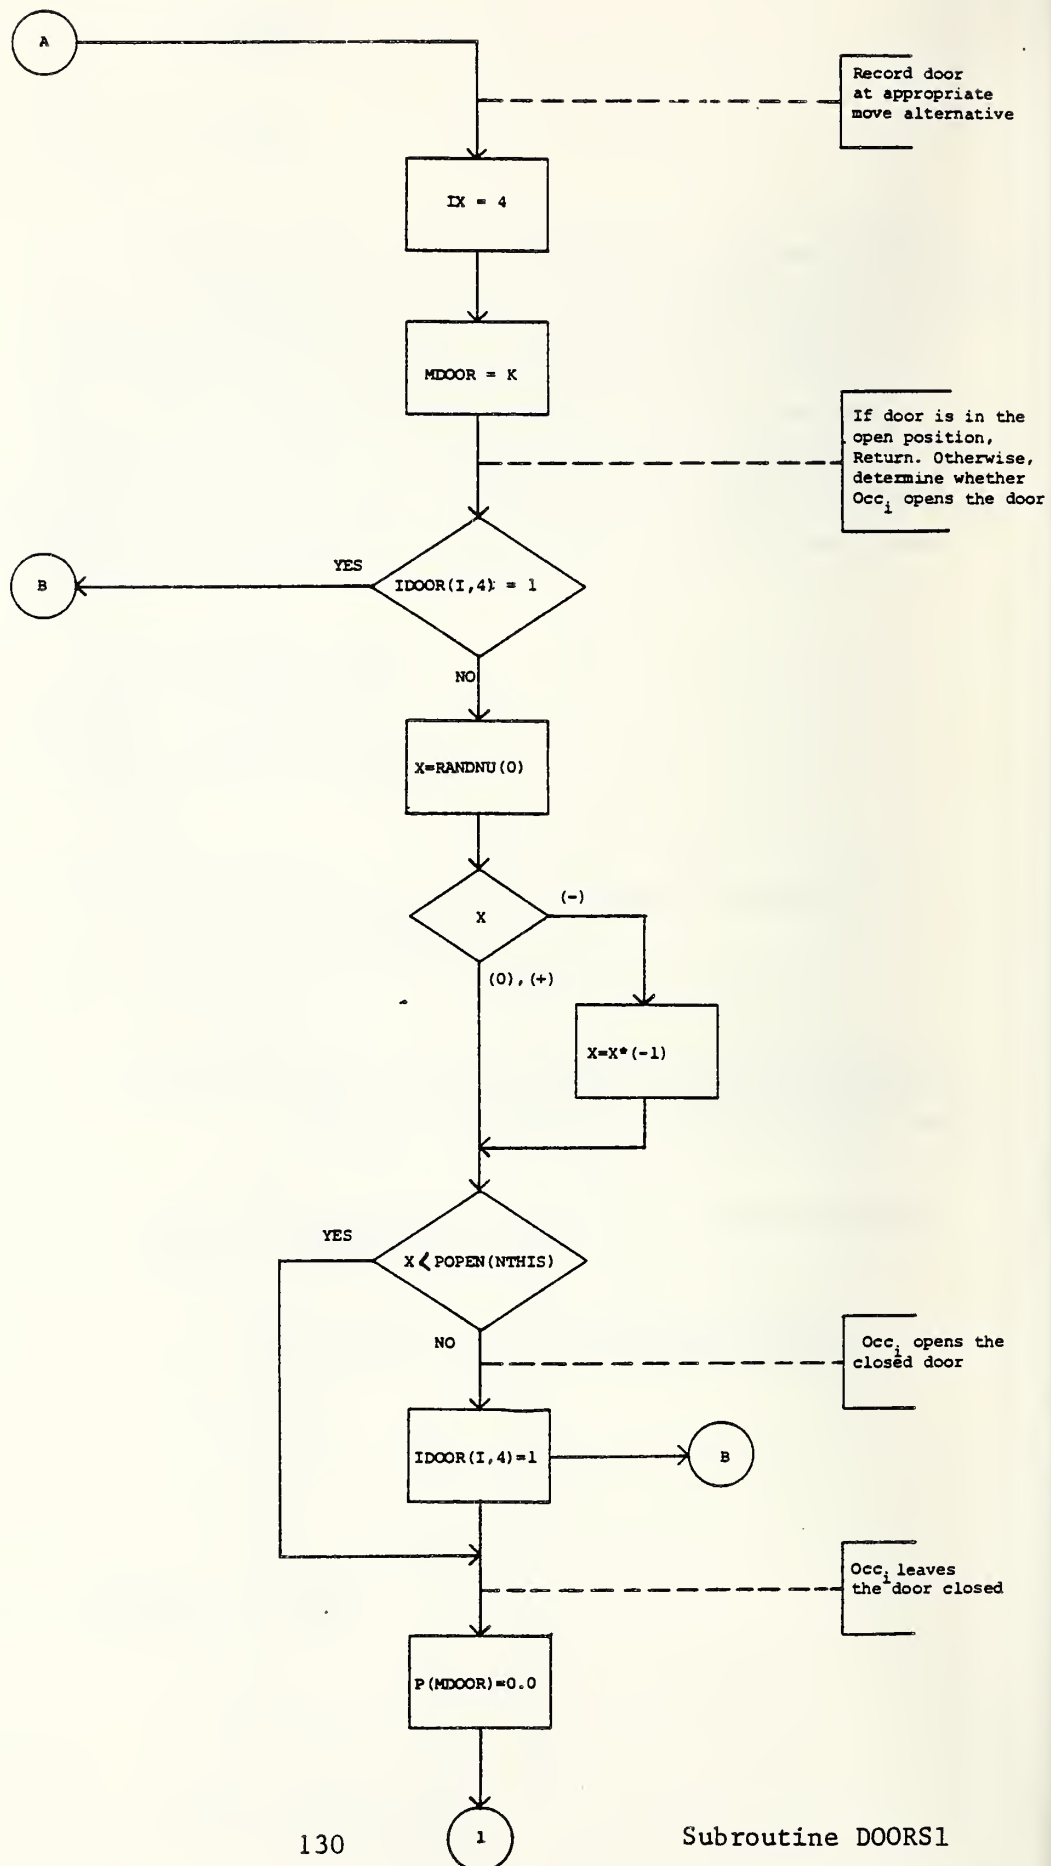 A
Record door
at appropriate
move alternative
IX = 4
MDOOR = K
If door is in the
open position,
Return. Otherwise,
determine whether
Occi opens the door
YES
B
IDOOR(I,4) = 1
NO
X=RANDNU(0)
X
(-)
(0),(+)
X=X*(-1)
YES
X < POPEN(NTHIS)
NO
Occi opens the
closed door
IDOOR(I,4)=1
B
Occi leaves
the door closed
P(MDOOR)=0.0
1
130
Subroutine DOORS1